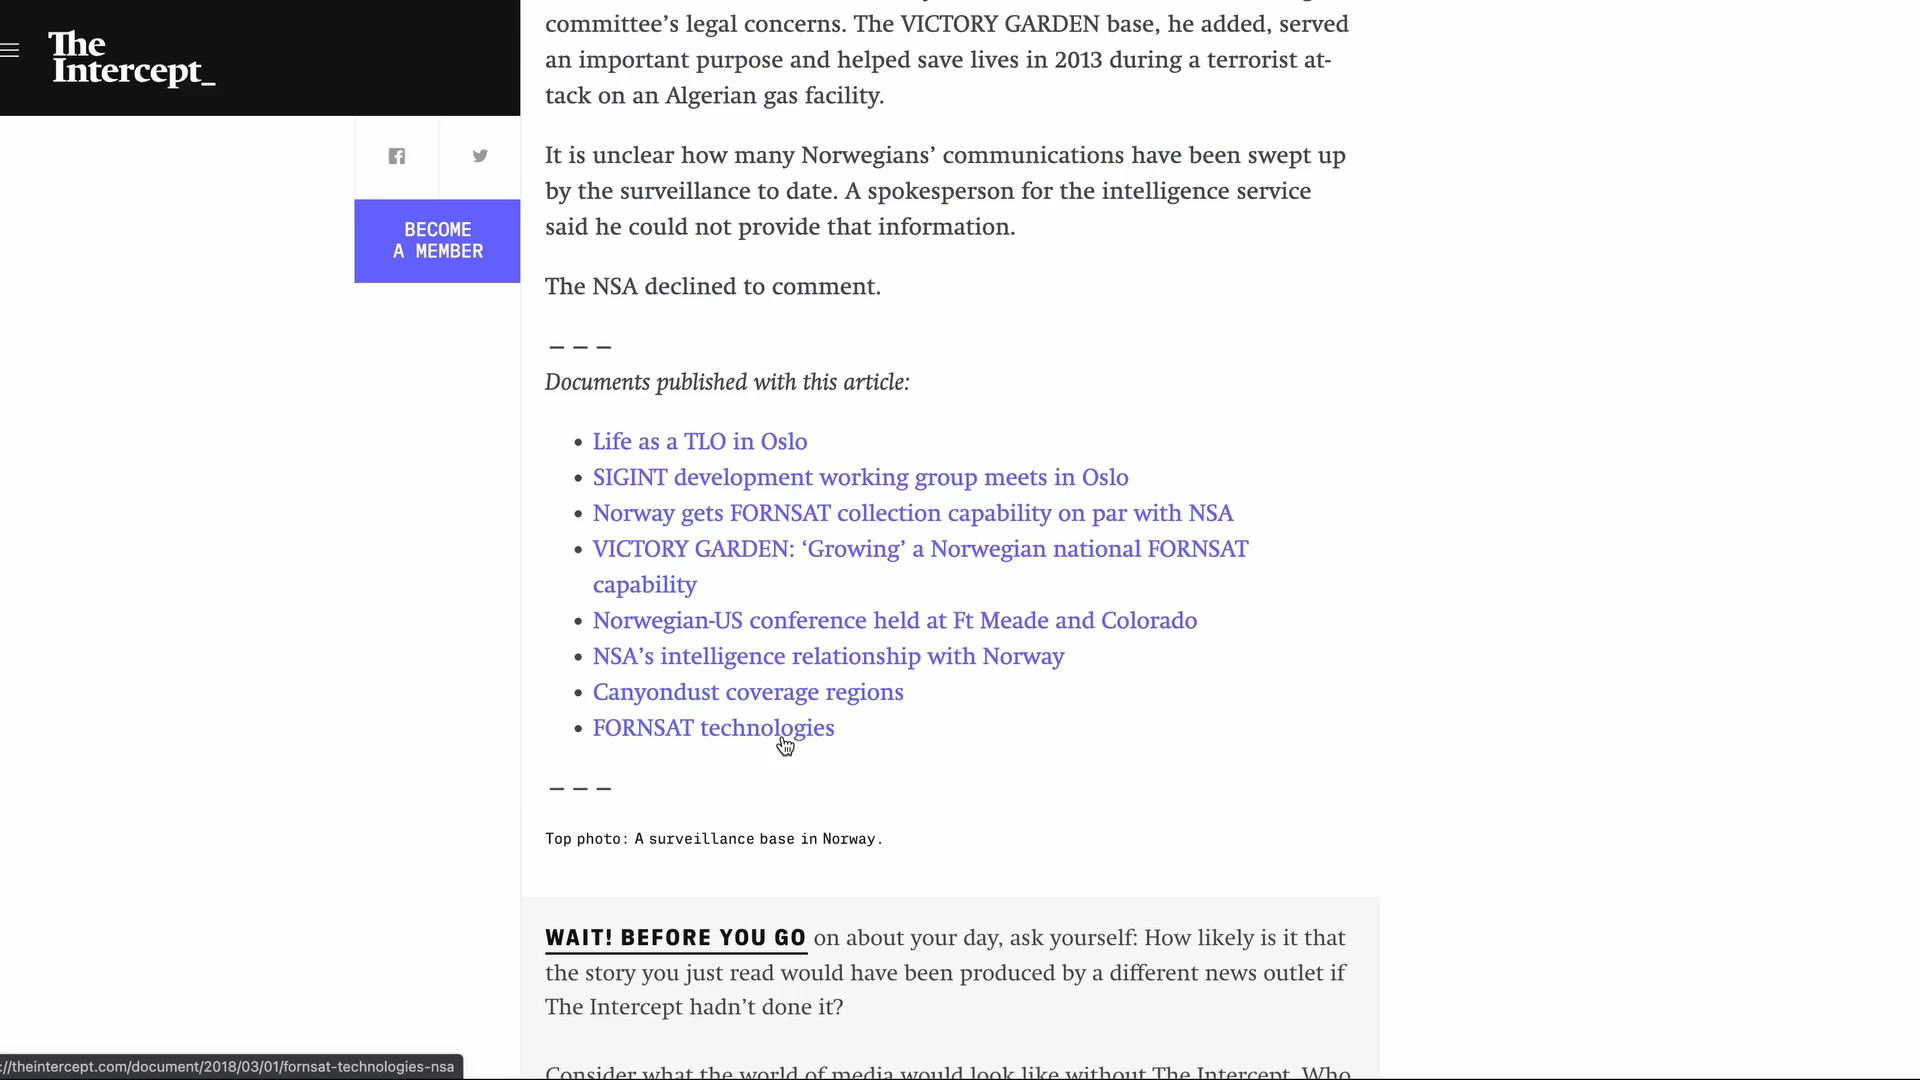 The
Intercept_
committee’s legal concerns. The VICTORY GARDEN base, he added, served
an important purpose and helped save lives in 2013 during a terrorist at-
tack on an Algerian gas facility.
BECOME
A MEMBER
It is unclear how many Norwegians’ communications have been swept up
by the surveillance to date. A spokesperson for the intelligence service
said he could not provide that information.
The NSA declined to comment.
– – –
Documents published with this article:
• Life as a TLO in Oslo
• SIGINT development working group meets in Oslo
• Norway gets FORNSAT collection capability on par with NSA
• VICTORY GARDEN: ‘Growing’ a Norwegian national FORNSAT
capability
• Norwegian-US conference held at Ft Meade and Colorado
• NSA’s intelligence relationship with Norway
• Canyondust coverage regions
• FORNSAT technologies
– – –
Top photo: A surveillance base in Norway.
WAIT! BEFORE YOU GO on about your day, ask yourself: How likely is it that
the story you just read would have been produced by a different news outlet if
The Intercept hadn’t done it?
Consider what the world of media would look like without The Intercept. Who
://theintercept.com/document/2018/03/01/fornsat-technologies-nsa